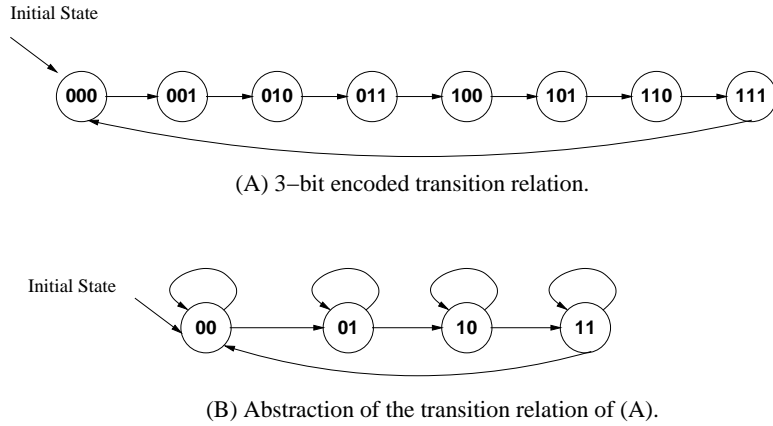 Initial State
000 001 010 011 100 101 110 111
(A) 3−bit encoded transition relation.
Initial State
00 01 10 11
(B) Abstraction of the transition relation of (A).